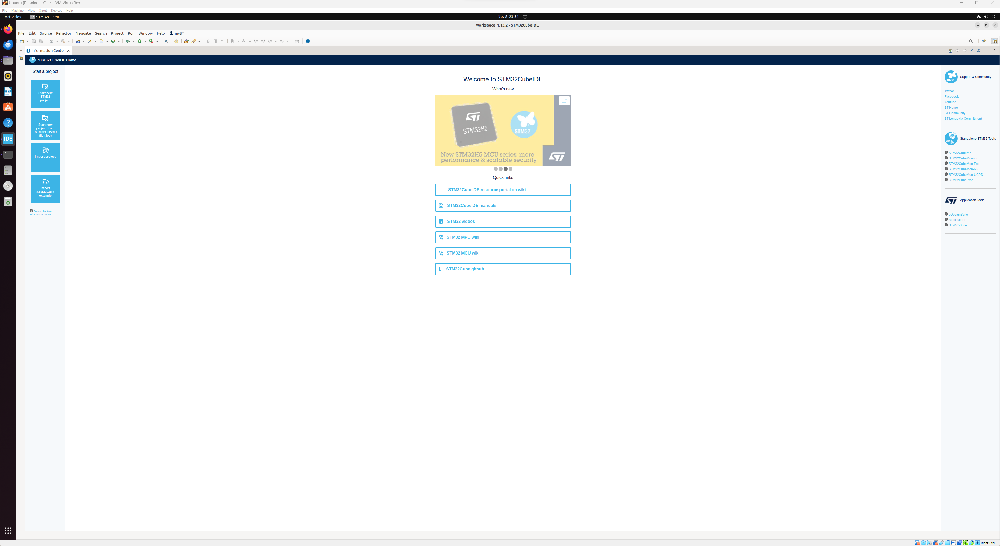 Ubuntu [Running] - Oracle VM VirtualBox
File Machine View Input Devices Help
Activities STM32CubeIDE Nov 8 23:34
workspace_1.13.2 - STM32CubeIDE
File Edit Source Refactor Navigate Search Project Run Window Help myST
Information Center
STM32CubeIDE Home
Start a project
Start new
STM32
project
Start new
project from
STM32CubeMX
file (.ioc)
Import project
Import
STM32Cube
example
Data collection
information notice
Welcome to STM32CubeIDE
What's new
STM32H5
STM32
New STM32H5 MCU series: more
performance & scalable security
Quick links
STM32CubeIDE resource portal on wiki
STM32CubeIDE manuals
STM32 videos
STM32 MPU wiki
STM32 MCU wiki
STM32Cube github
STM32
Support & Community
Twitter
Facebook
Youtube
ST Home
ST Community
ST Longevity Commitment
STM32
Cube
Standalone STM32 Tools
STM32CubeMX
STM32CubeMonitor
STM32CubeMon-Pwr
STM32CubeMon-RF
STM32CubeMon-UCPD
STM32CubeProg
Application Tools
eDesignSuite
AlgoBuilder
ST-MC-Suite
IDE
Right Ctrl